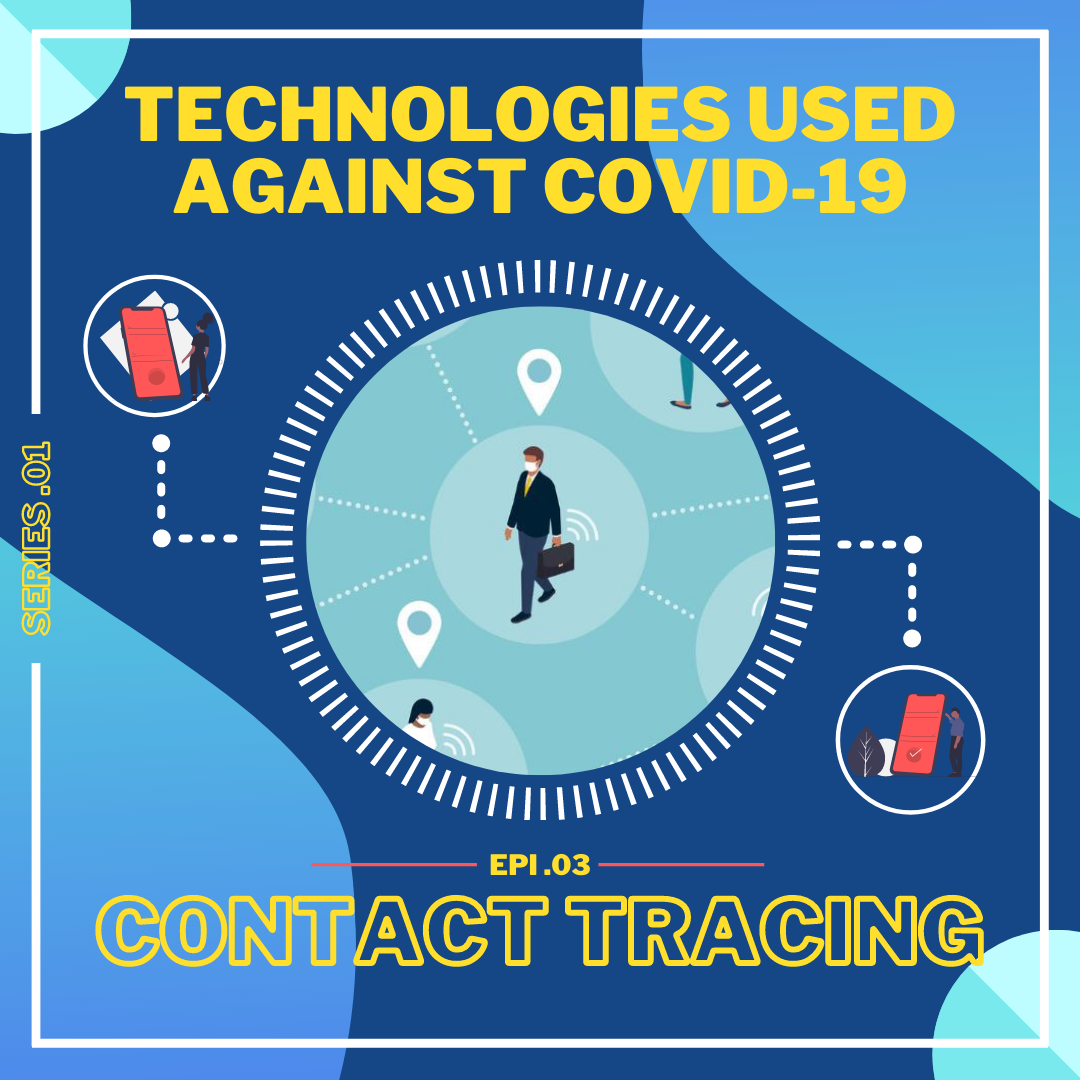 TECHNOLOGIES USED
AGAINST COVID-19
SERIES .01
EPI .03
CONTACT TRACING